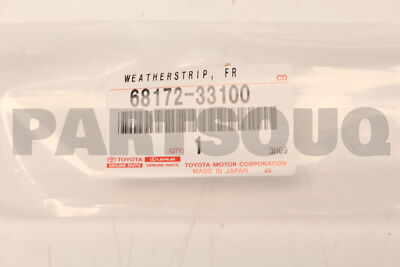 WEATHERSTRIP, FR
CD
68172-33100
PARTSOUQ
QTY. 1 3H09
TOYOTA LEXUS TOYOTA MOTOR CORPORATION
GENUINE PARTS GENUINE PARTS MADE IN JAPAN 23